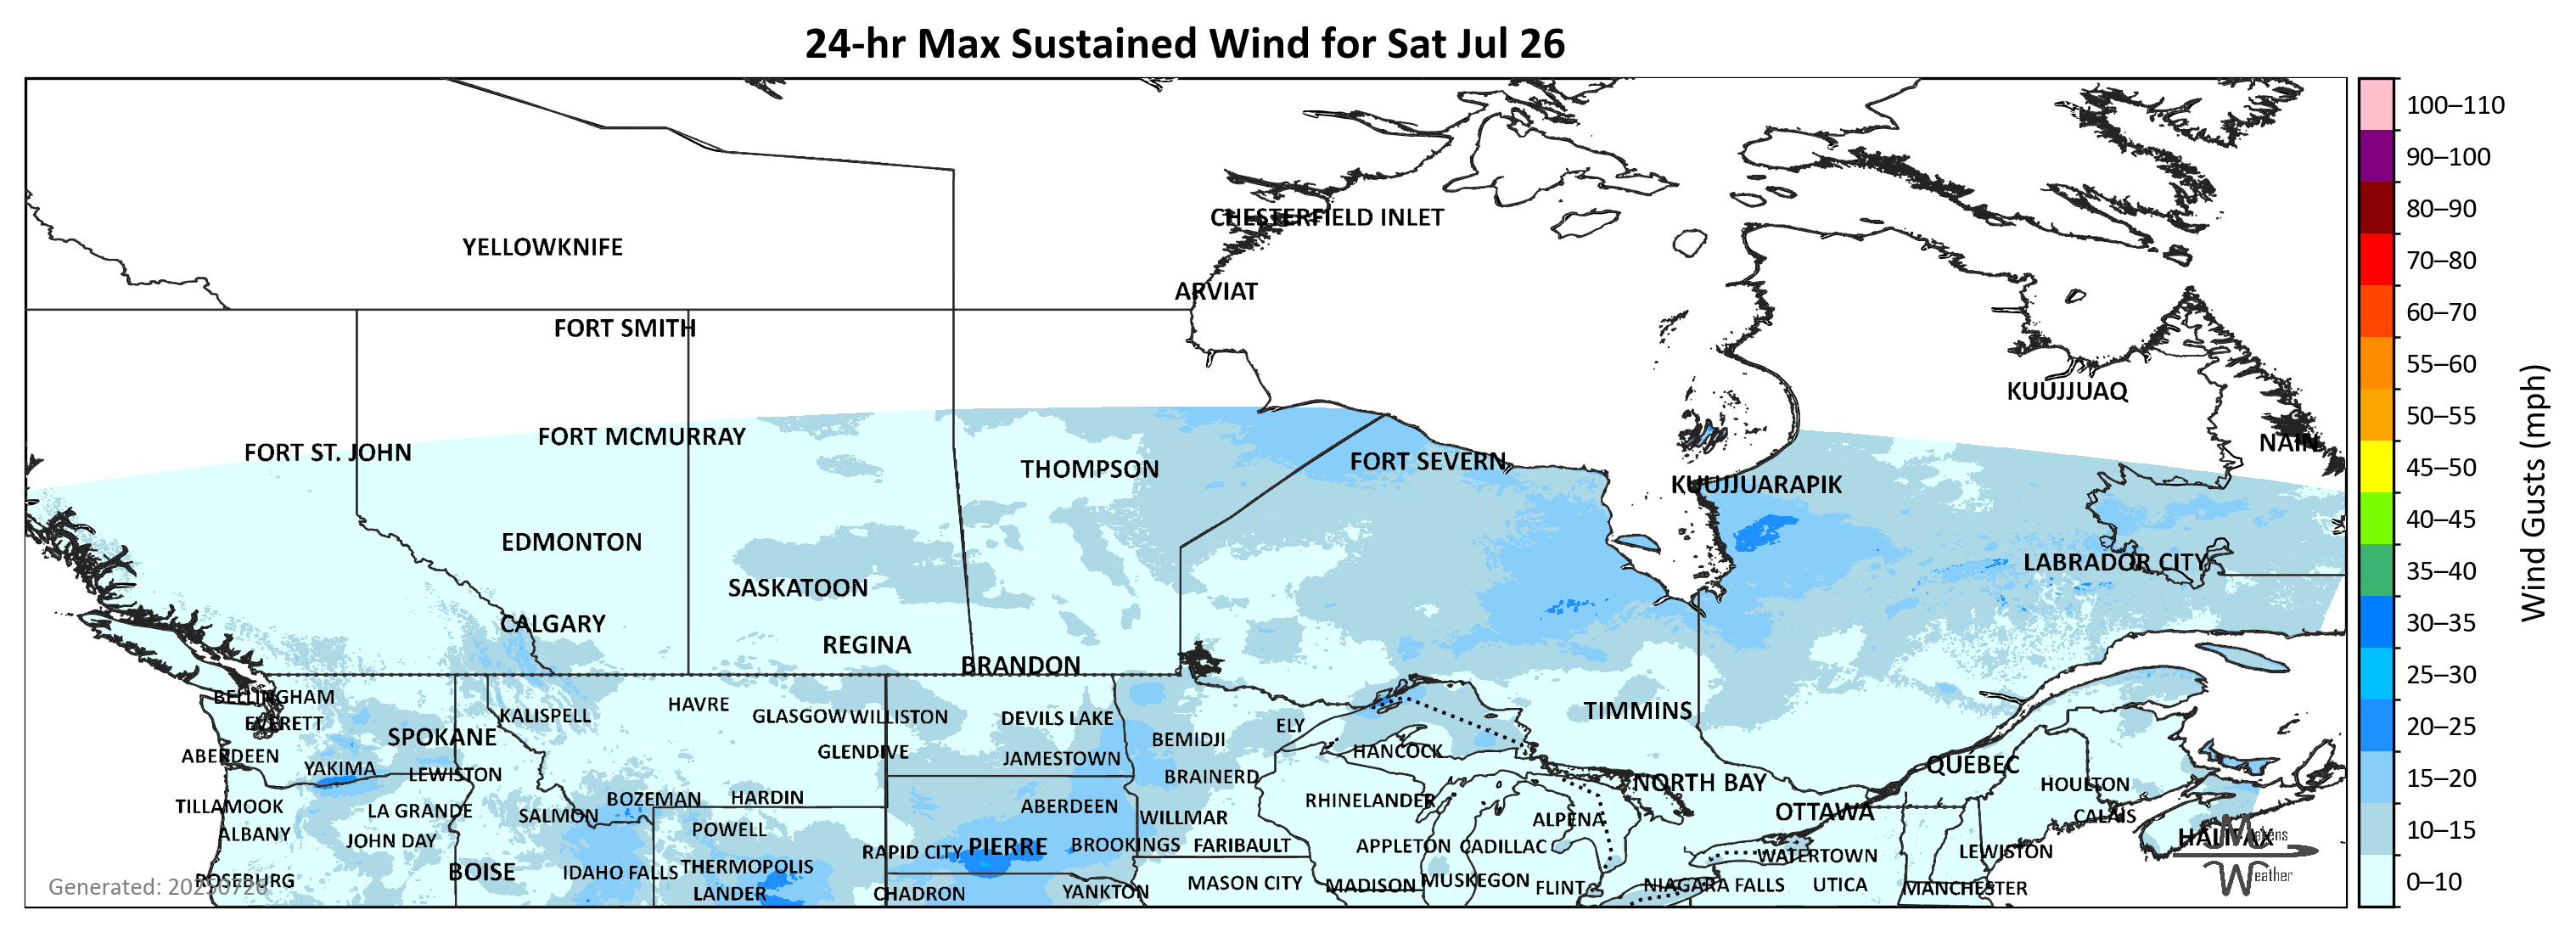 24-hr Max Sustained Wind for Sat Jul 26
100–110
90–100
80–90
CHESTERFIELD INLET
YELLOWKNIFE
70–80
ARVIAT
60–70
FORT SMITH
55–60
KUUJJUAQ
50–55
FORT MCMURRAY
NAIN
FORT ST. JOHN
45–50
FORT SEVERN
THOMPSON
KUUJJUARAPIK
40–45
EDMONTON
LABRADOR CITY
35–40
SASKATOON
CALGARY
30–35
REGINA
BRANDON
25–30
Wind Gusts (mph)
BELLINGHAM
HAVRE
TIMMINS
KALISPELL
GLASGOW
WILLISTON
DEVILS LAKE
EVERETT
ELY
20–25
SPOKANE
BEMIDJI
HANCOCK
GLENDIVE
ABERDEEN
JAMESTOWN
QUÉBEC
YAKIMA
LEWISTON
BRAINERD
15–20
NORTH BAY
HOULTON
BOZEMAN
HARDIN
RHINELANDER
TILLAMOOK
ABERDEEN
LA GRANDE
OTTAWA
SALMON
CALAIS
WILLMAR
ALPENA
POWELL
10–15
ALBANY
HALIFAX
Makens
JOHN DAY
BROOKINGS
FARIBAULT
APPLETON
CADILLAC
PIERRE
RAPID CITY
LEWISTON
WATERTOWN
THERMOPOLIS
BOISE
IDAHO FALLS
Weather
ROSEBURG
MUSKEGON
0–10
MASON CITY
MADISON
NIAGARA FALLS
UTICA
Generated: 20250726
FLINT
MANCHESTER
LANDER
CHADRON
YANKTON